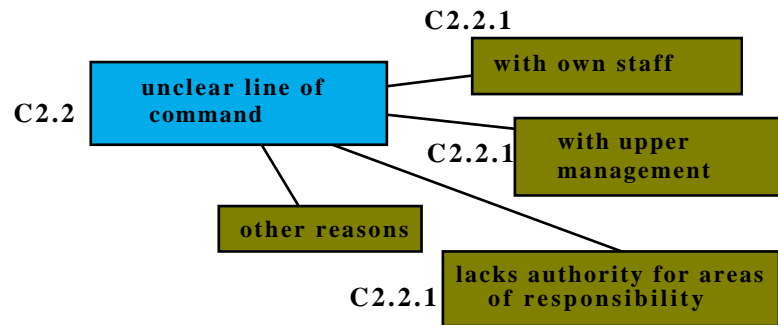 C2.2.1
with own staff
C2.2
unclear line of
command
C2.2.1
with upper
management
other reasons
C2.2.1
lacks authority for areas
of responsibility